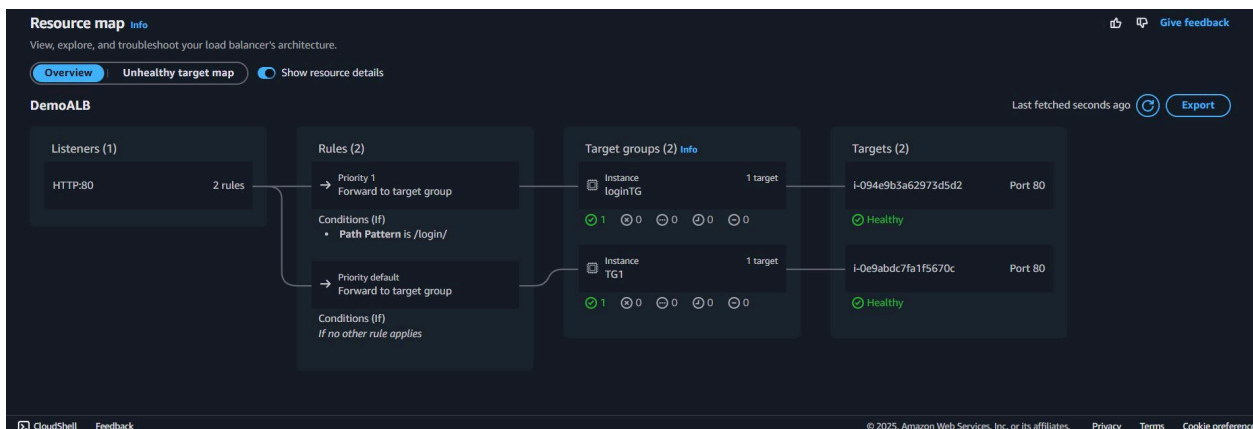 Resource map Info
Give feedback
View, explore, and troubleshoot your load balancer's architecture.
Overview Unhealthy target map Show resource details
DemoALB
Last fetched seconds ago Export
Listeners (1)
HTTP:80 2 rules
Rules (2)
Priority 1
Forward to target group
Conditions (If)
• Path Pattern is /login/
Priority default
Forward to target group
Conditions (If)
If no other rule applies
Target groups (2) Info
Instance 1 target
loginTG
1 0 0 0 0
Instance 1 target
TG1
1 0 0 0 0
Targets (2)
i-094e9b3a62973d5d2 Port 80
Healthy
i-0e9abdc7fa1f5670c Port 80
Healthy
CloudShell Feedback © 2025, Amazon Web Services, Inc. or its affiliates. Privacy Terms Cookie preference